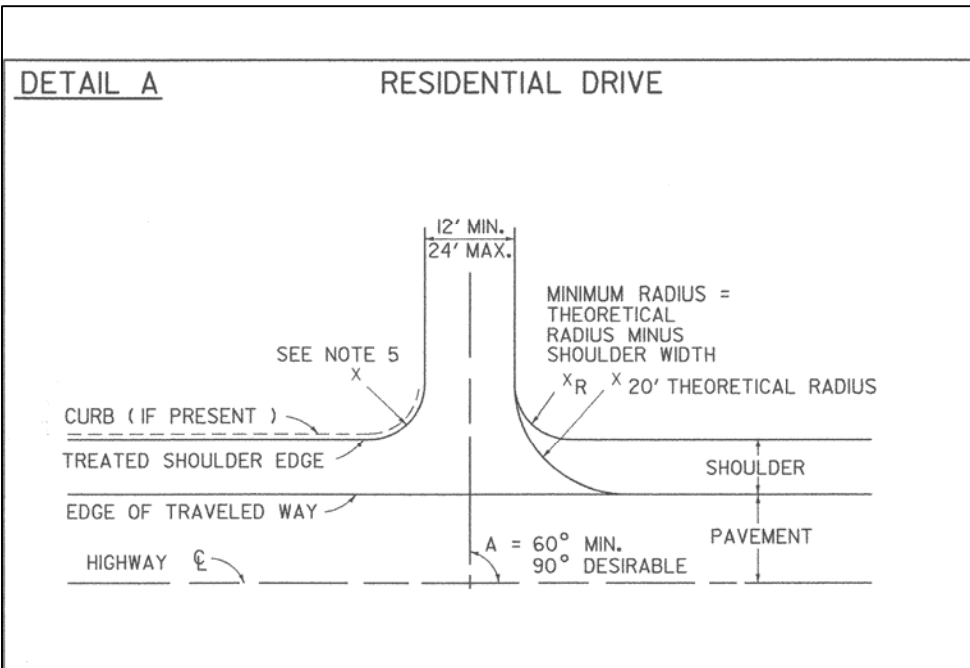 DETAIL A
RESIDENTIAL DRIVE
12' MIN.
24' MAX.
MINIMUM RADIUS =
THEORETICAL
RADIUS MINUS
SHOULDER WIDTH
SEE NOTE 5
X
X R
X 20' THEORETICAL RADIUS
CURB ( IF PRESENT )
TREATED SHOULDER EDGE
SHOULDER
EDGE OF TRAVELED WAY
PAVEMENT
A = 60° MIN.
90° DESIRABLE
HIGHWAY ℄